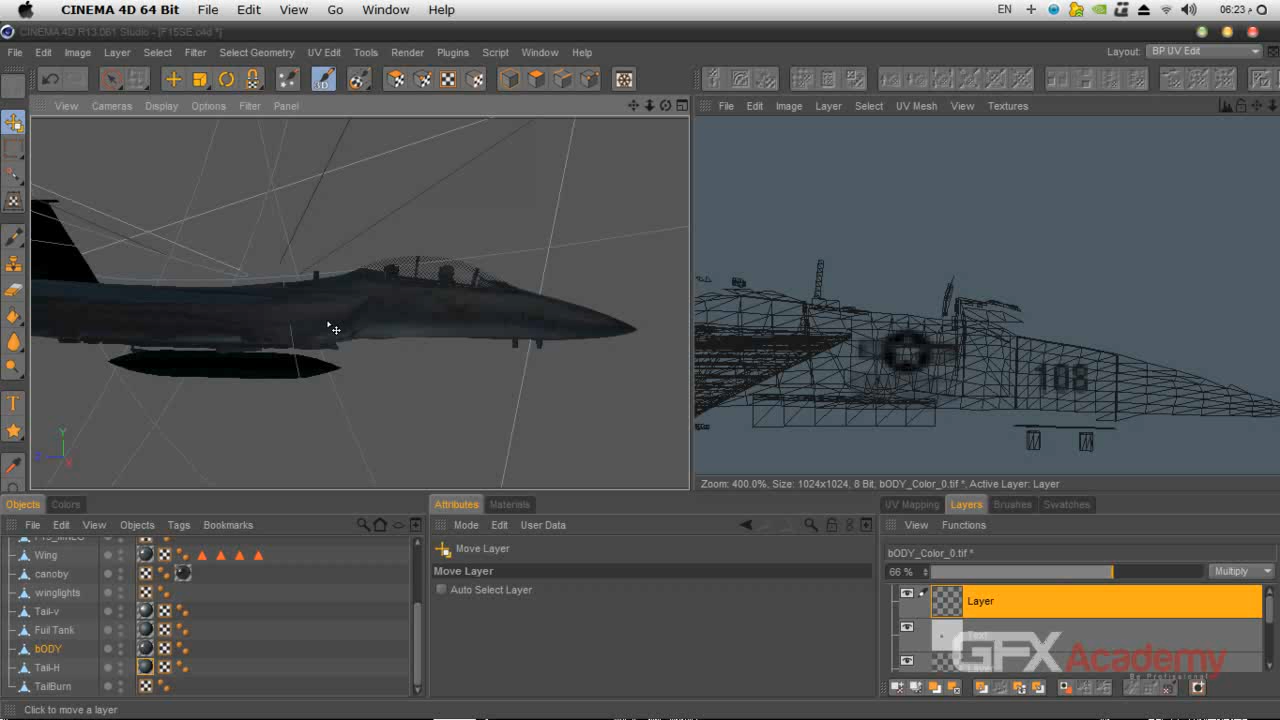 CINEMA 4D 64 Bit File Edit View Go Window Help EN 06:23 م
CINEMA 4D R13.061 Studio - [F15SE.c4d *]
File Edit Image Layer Select Filter Select Geometry UV Edit Tools Render Plugins Script Window Help Layout: BP UV Edit
View Cameras Display Options Filter Panel
File Edit Image Layer Select UV Mesh View Textures
108
Y
X
Zoom: 400.0%, Size: 1024x1024, 8 Bit, bODY_Color_0.tif *, Active Layer: Layer
Objects Colors
Attributes Materials
UV Mapping Layers Brushes Swatches
File Edit View Objects Tags Bookmarks
Mode Edit User Data
View Functions
Wing
canoby
winglights
Tail-v
Fuil Tank
bODY
Tail-H
TailBurn
Move Layer
Move Layer
Auto Select Layer
bODY_Color_0.tif *
66 % Multiply
Layer
Text
GFXAcademy
Be Professional
Click to move a layer